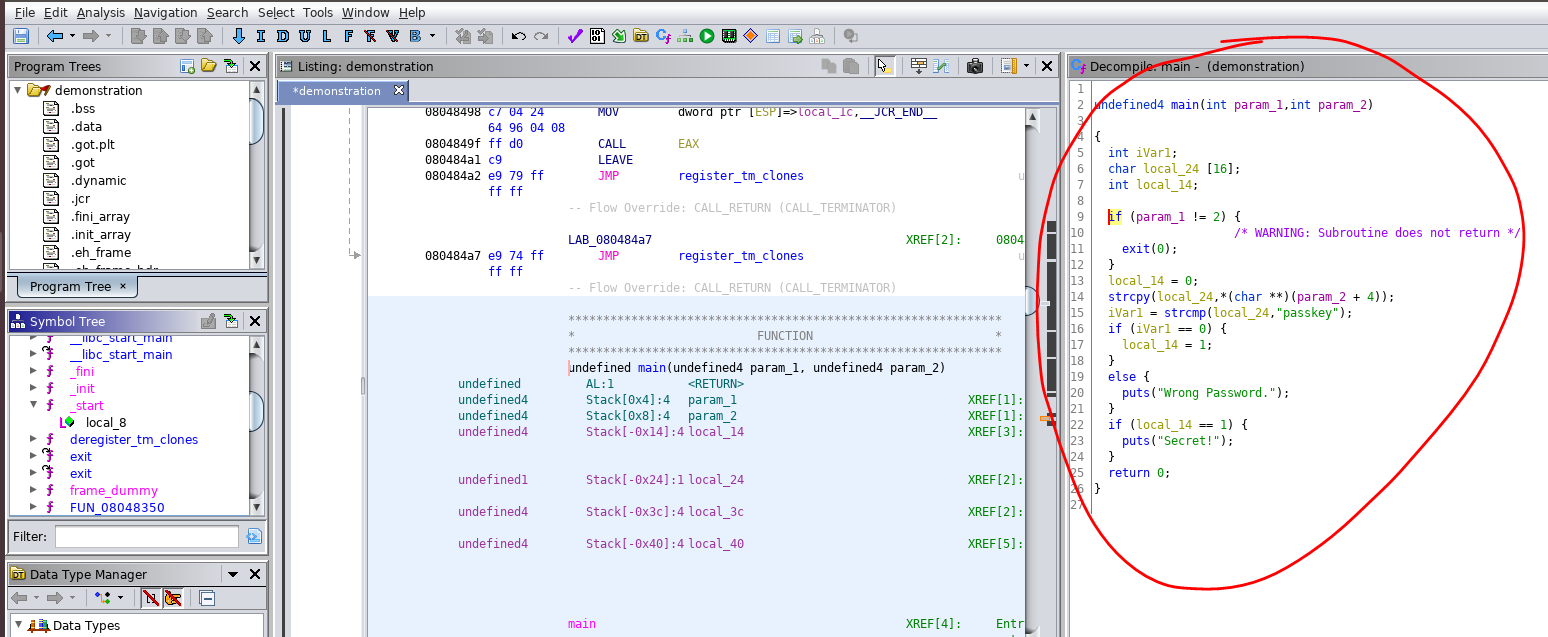 File Edit Analysis Navigation Search Select Tools Window Help
I D U L F B
Program Trees
demonstration
.bss
.data
.got.plt
.got
.dynamic
.jcr
.fini_array
.init_array
.eh_frame
Program Tree ×
Symbol Tree
__libc_start_main
__libc_start_main
_fini
_init
_start
local_8
deregister_tm_clones
exit
exit
frame_dummy
FUN_08048350
Filter:
Data Type Manager
Data Types
Listing: demonstration
*demonstration
08048498 c7 04 24 MOV dword ptr [ESP]=>local_1c,__JCR_END__
64 96 04 08
0804849f ff d0 CALL EAX
080484a1 c9 LEAVE
080484a2 e9 79 ff JMP register_tm_clones u
ff ff
-- Flow Override: CALL_RETURN (CALL_TERMINATOR)
LAB_080484a7 XREF[2]: 0804
080484a7 e9 74 ff JMP register_tm_clones u
ff ff
-- Flow Override: CALL_RETURN (CALL_TERMINATOR)
**************************************************************
* FUNCTION *
**************************************************************
undefined main(undefined4 param_1, undefined4 param_2)
undefined AL:1 <RETURN>
undefined4 Stack[0x4]:4 param_1 XREF[1]:
undefined4 Stack[0x8]:4 param_2 XREF[1]:
undefined4 Stack[-0x14]:4 local_14 XREF[3]:
undefined1 Stack[-0x24]:1 local_24 XREF[2]:
undefined4 Stack[-0x3c]:4 local_3c XREF[2]:
undefined4 Stack[-0x40]:4 local_40 XREF[5]:
main XREF[4]: Entr
Decompile: main - (demonstration)
1
2 undefined4 main(int param_1,int param_2)
3
4 {
5 int iVar1;
6 char local_24 [16];
7 int local_14;
8
9 if (param_1 != 2) {
10 /* WARNING: Subroutine does not return */
11 exit(0);
12 }
13 local_14 = 0;
14 strcpy(local_24,*(char **)(param_2 + 4));
15 iVar1 = strcmp(local_24,"passkey");
16 if (iVar1 == 0) {
17 local_14 = 1;
18 }
19 else {
20 puts("Wrong Password.");
21 }
22 if (local_14 == 1) {
23 puts("Secret!");
24 }
25 return 0;
26 }
27